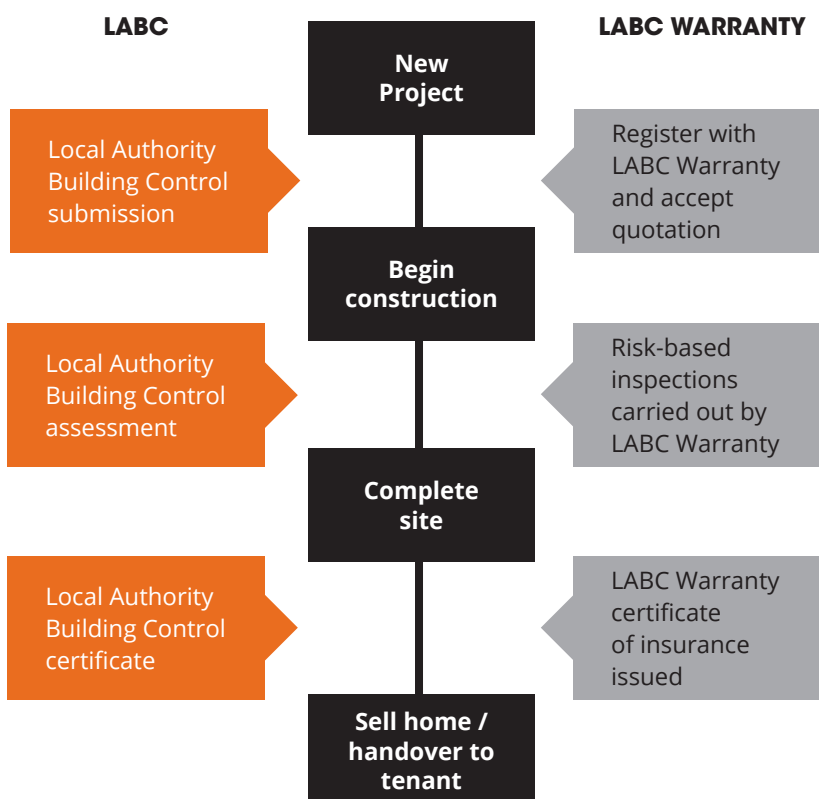 LABC
LABC WARRANTY
New
Project
Local Authority
Building Control
submission
Register with
LABC Warranty
and accept
quotation
Begin
construction
Local Authority
Building Control
assessment
Risk-based
inspections
carried out by
LABC Warranty
Complete
site
Local Authority
Building Control
certificate
LABC Warranty
certificate
of insurance
issued
Sell home /
handover to
tenant